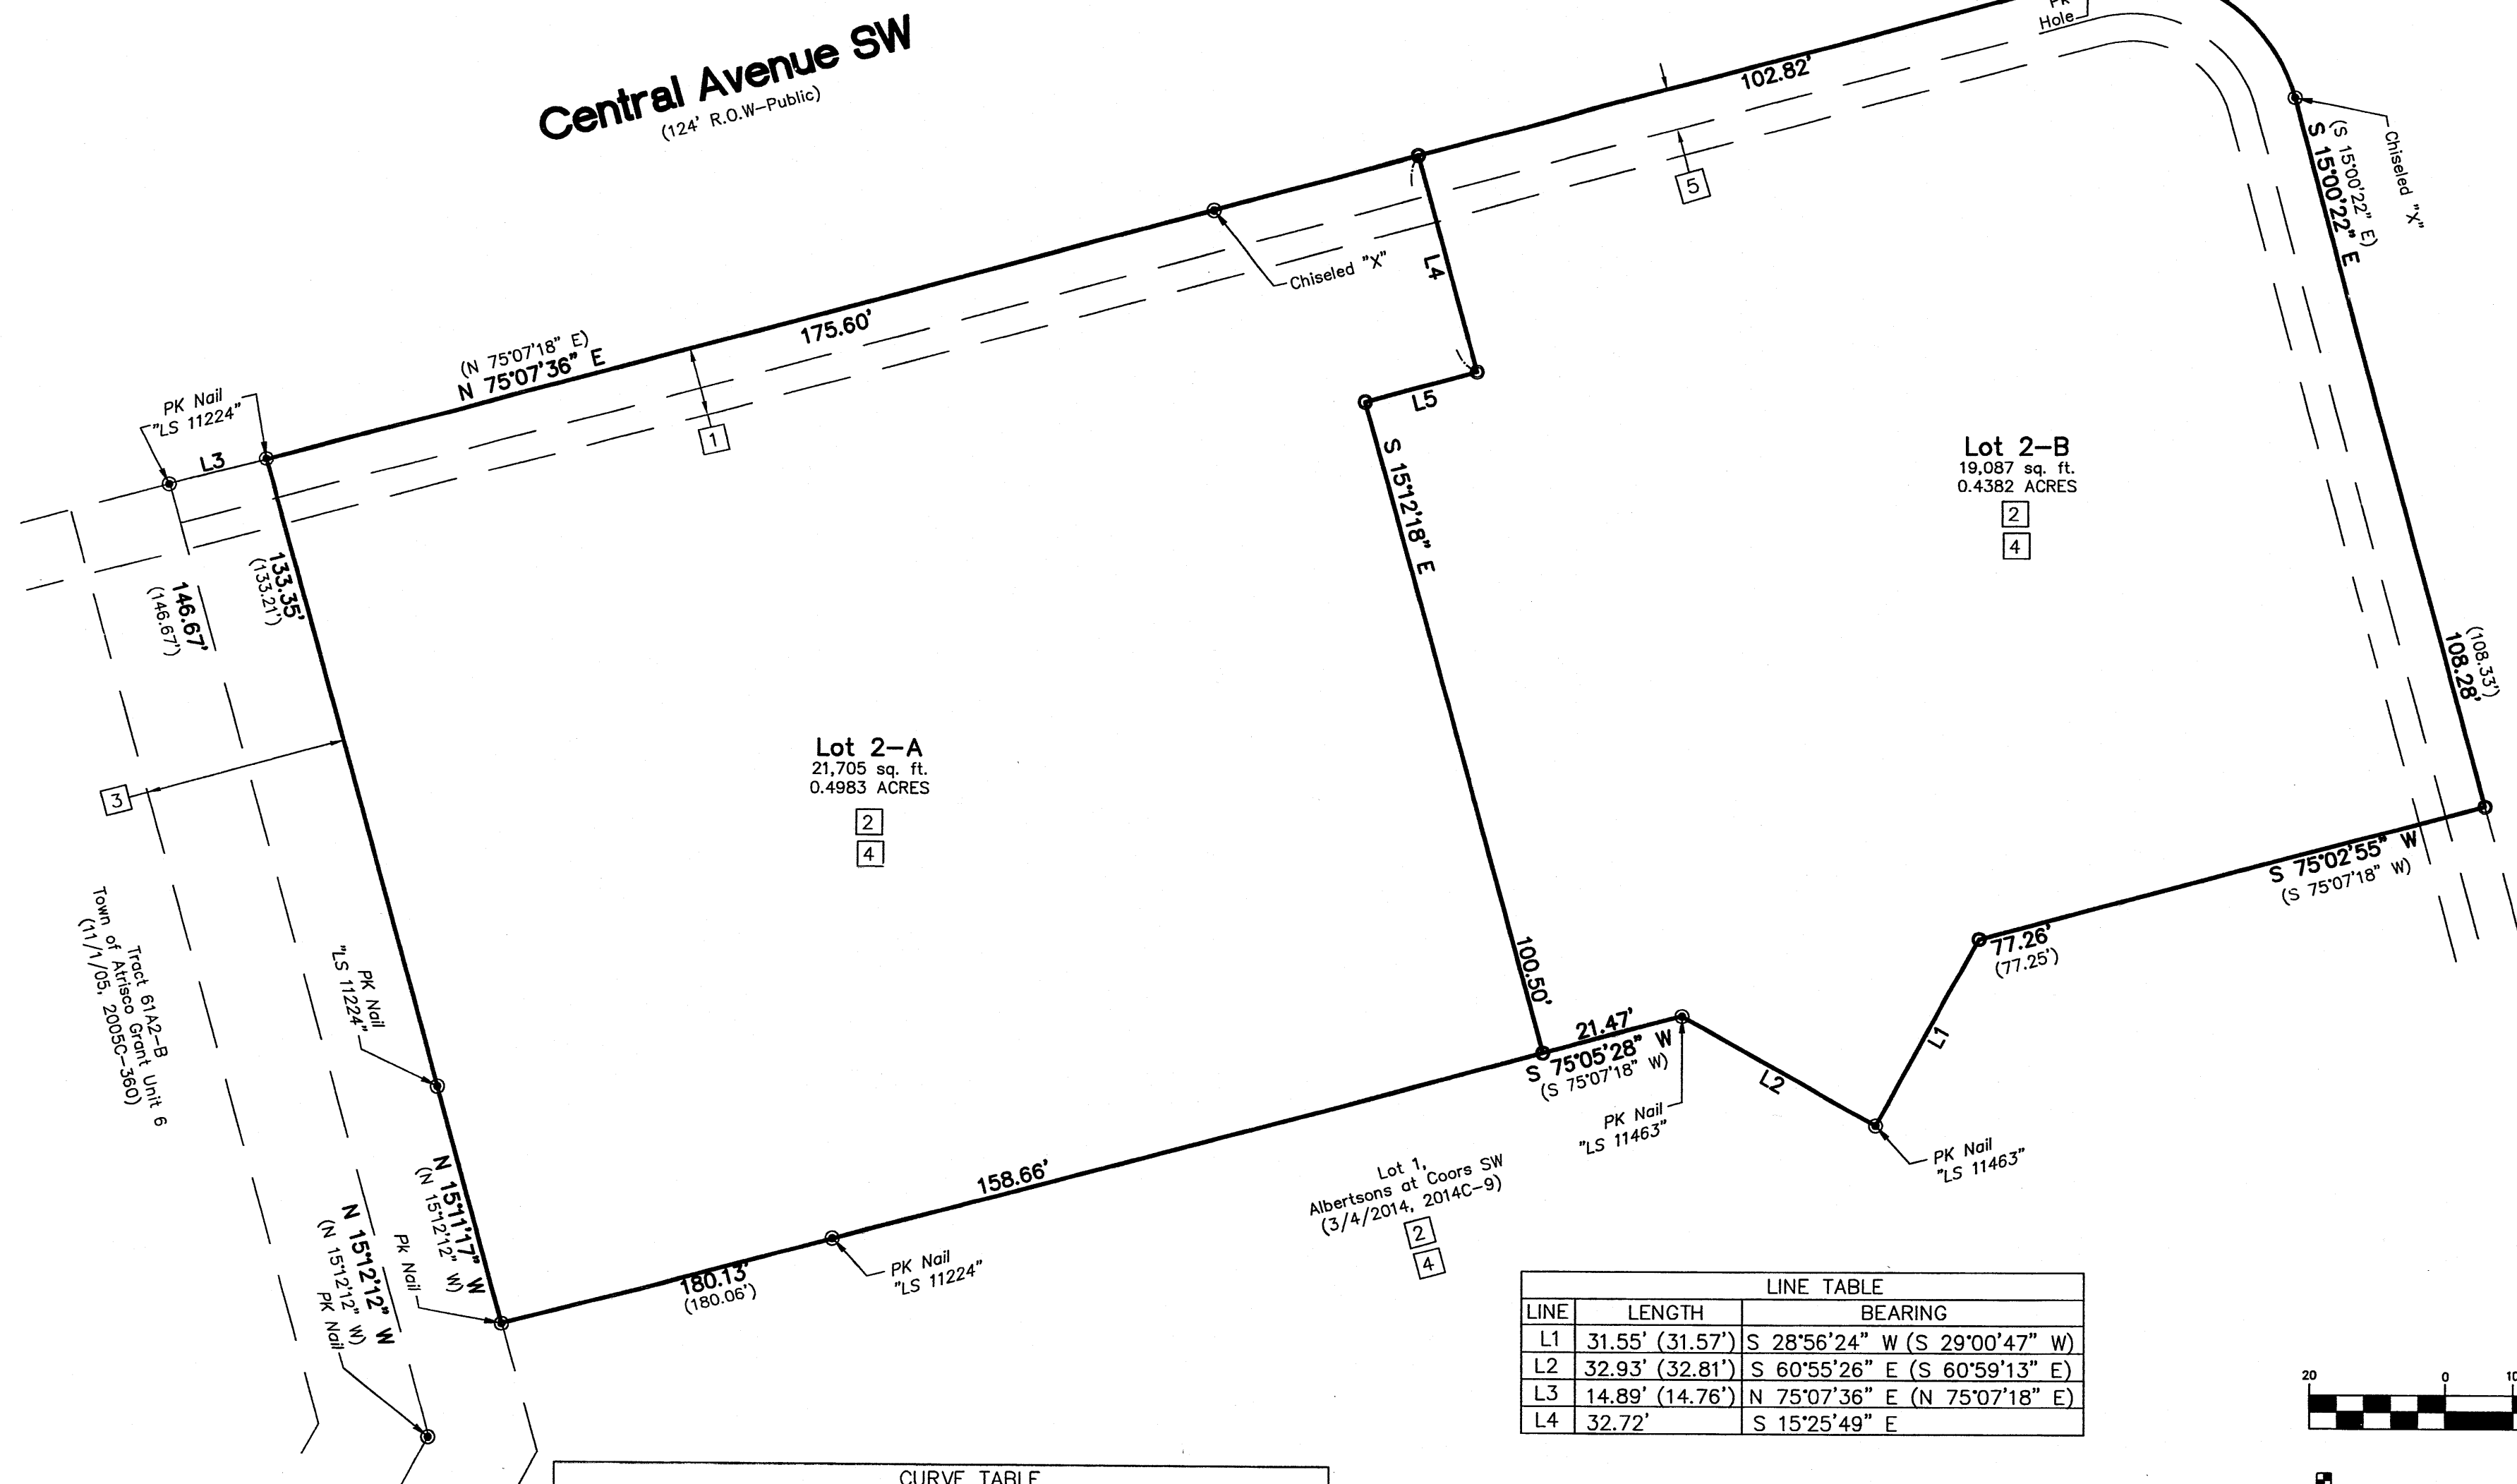 Central Avenue SW
(124' R.O.W-Public)
Hole
102.82'
5
Chiseled "X"
(S 15°00'22" E)
S 15°00'22" E
Chiseled "X"
L4
175.60'
(N 75°07'18" E)
N 75°07'36" E
1
PK Nail
"LS 11224"
L3
L5
S 15°12'18" E
Lot 2-B
19,087 sq. ft.
0.4382 ACRES
2
4
133.35'
(133.21')
146.67'
(146.67')
(108.33')
108.28'
Lot 2-A
21,705 sq. ft.
0.4983 ACRES
2
4
3
S 75°02'55" W
(S 75°07'18" W)
77.26'
(77.25')
Tract 61A2-B
Town of Atrisco Grant Unit 6
(11/1/05, 2005C-360)
PK Nail
"LS 11224"
100.50'
21.47'
S 75°05'28" W
(S 75°07'18" W)
L1
L2
PK Nail
"LS 11463"
PK Nail
"LS 11463"
158.66'
Lot 1,
Albertsons at Coors SW
(3/4/2014, 2014C-9)
2
4
N 15°11'17" W
(N 15°12'12" W)
Pk Nail
N 15°12'12" W
(N 15°12'12" W)
PK Nail
180.13'
(180.06')
PK Nail
"LS 11224"
LINE TABLE
LINE LENGTH BEARING
L1 31.55' (31.57') S 28°56'24" W (S 29°00'47" W)
L2 32.93' (32.81') S 60°55'26" E (S 60°59'13" E)
L3 14.89' (14.76') N 75°07'36" E (N 75°07'18" E)
L4 32.72' S 15°25'49" E
20 0 10
CURVE TABLE